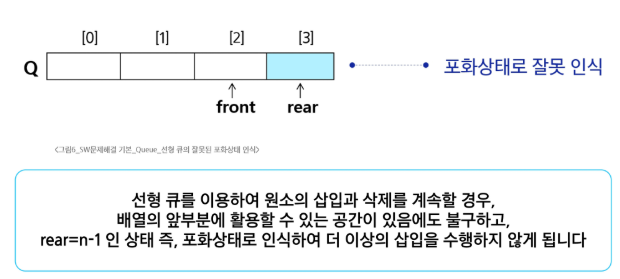 [0] [1] [2] [3]
Q 포화상태로 잘못 인식
front rear
<그림6_SW문제해결 기본_Queue_선형 큐의 잘못된 포화상태 인식>
선형 큐를 이용하여 원소의 삽입과 삭제를 계속할 경우,
배열의 앞부분에 활용할 수 있는 공간이 있음에도 불구하고,
rear=n-1 인 상태 즉, 포화상태로 인식하여 더 이상의 삽입을 수행하지 않게 됩니다